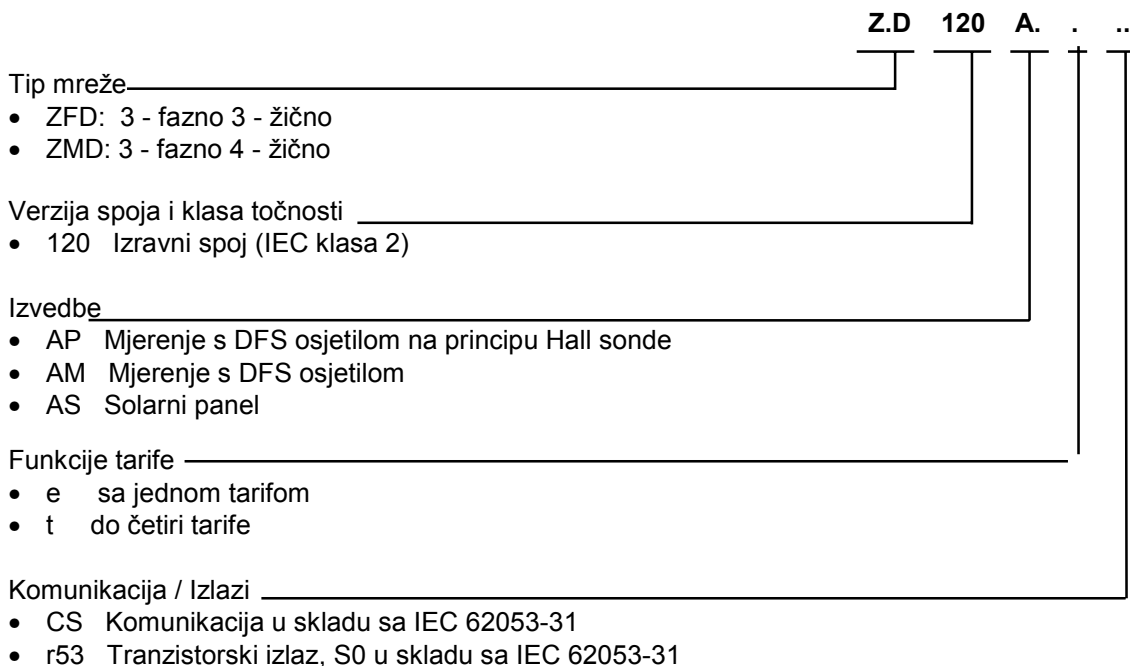 Z.D 120 A. . ..
Tip mreže
• ZFD: 3 - fazno 3 - žično
• ZMD: 3 - fazno 4 - žično
Verzija spoja i klasa točnosti
• 120 Izravni spoj (IEC klasa 2)
Izvedbe
• AP Mjerenje s DFS osjetilom na principu Hall sonde
• AM Mjerenje s DFS osjetilom
• AS Solarni panel
Funkcije tarife
• e sa jednom tarifom
• t do četiri tarife
Komunikacija / Izlazi
• CS Komunikacija u skladu sa IEC 62053-31
• r53 Tranzistorski izlaz, S0 u skladu sa IEC 62053-31